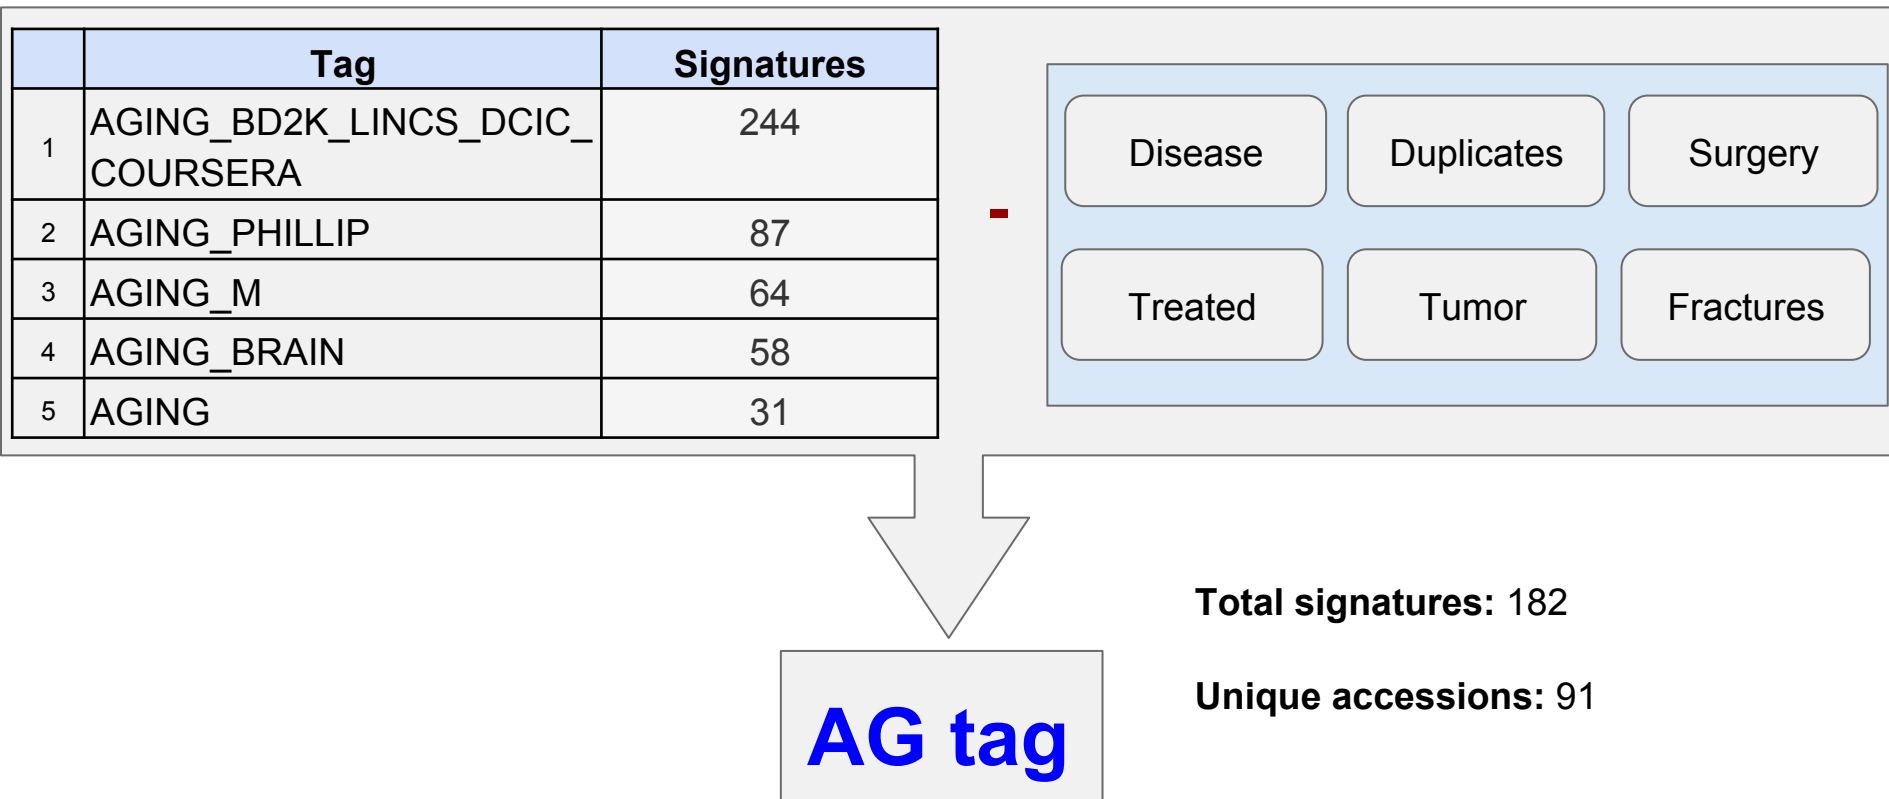 Tag Signatures
1 AGING_BD2K_LINCS_DCIC_ 244
COURSERA
2 AGING_PHILLIP 87
3 AGING_M 64
4 AGING_BRAIN 58
5 AGING 31
-
Disease Duplicates Surgery
Treated Tumor Fractures
Total signatures: 182
Unique accessions: 91
AG tag